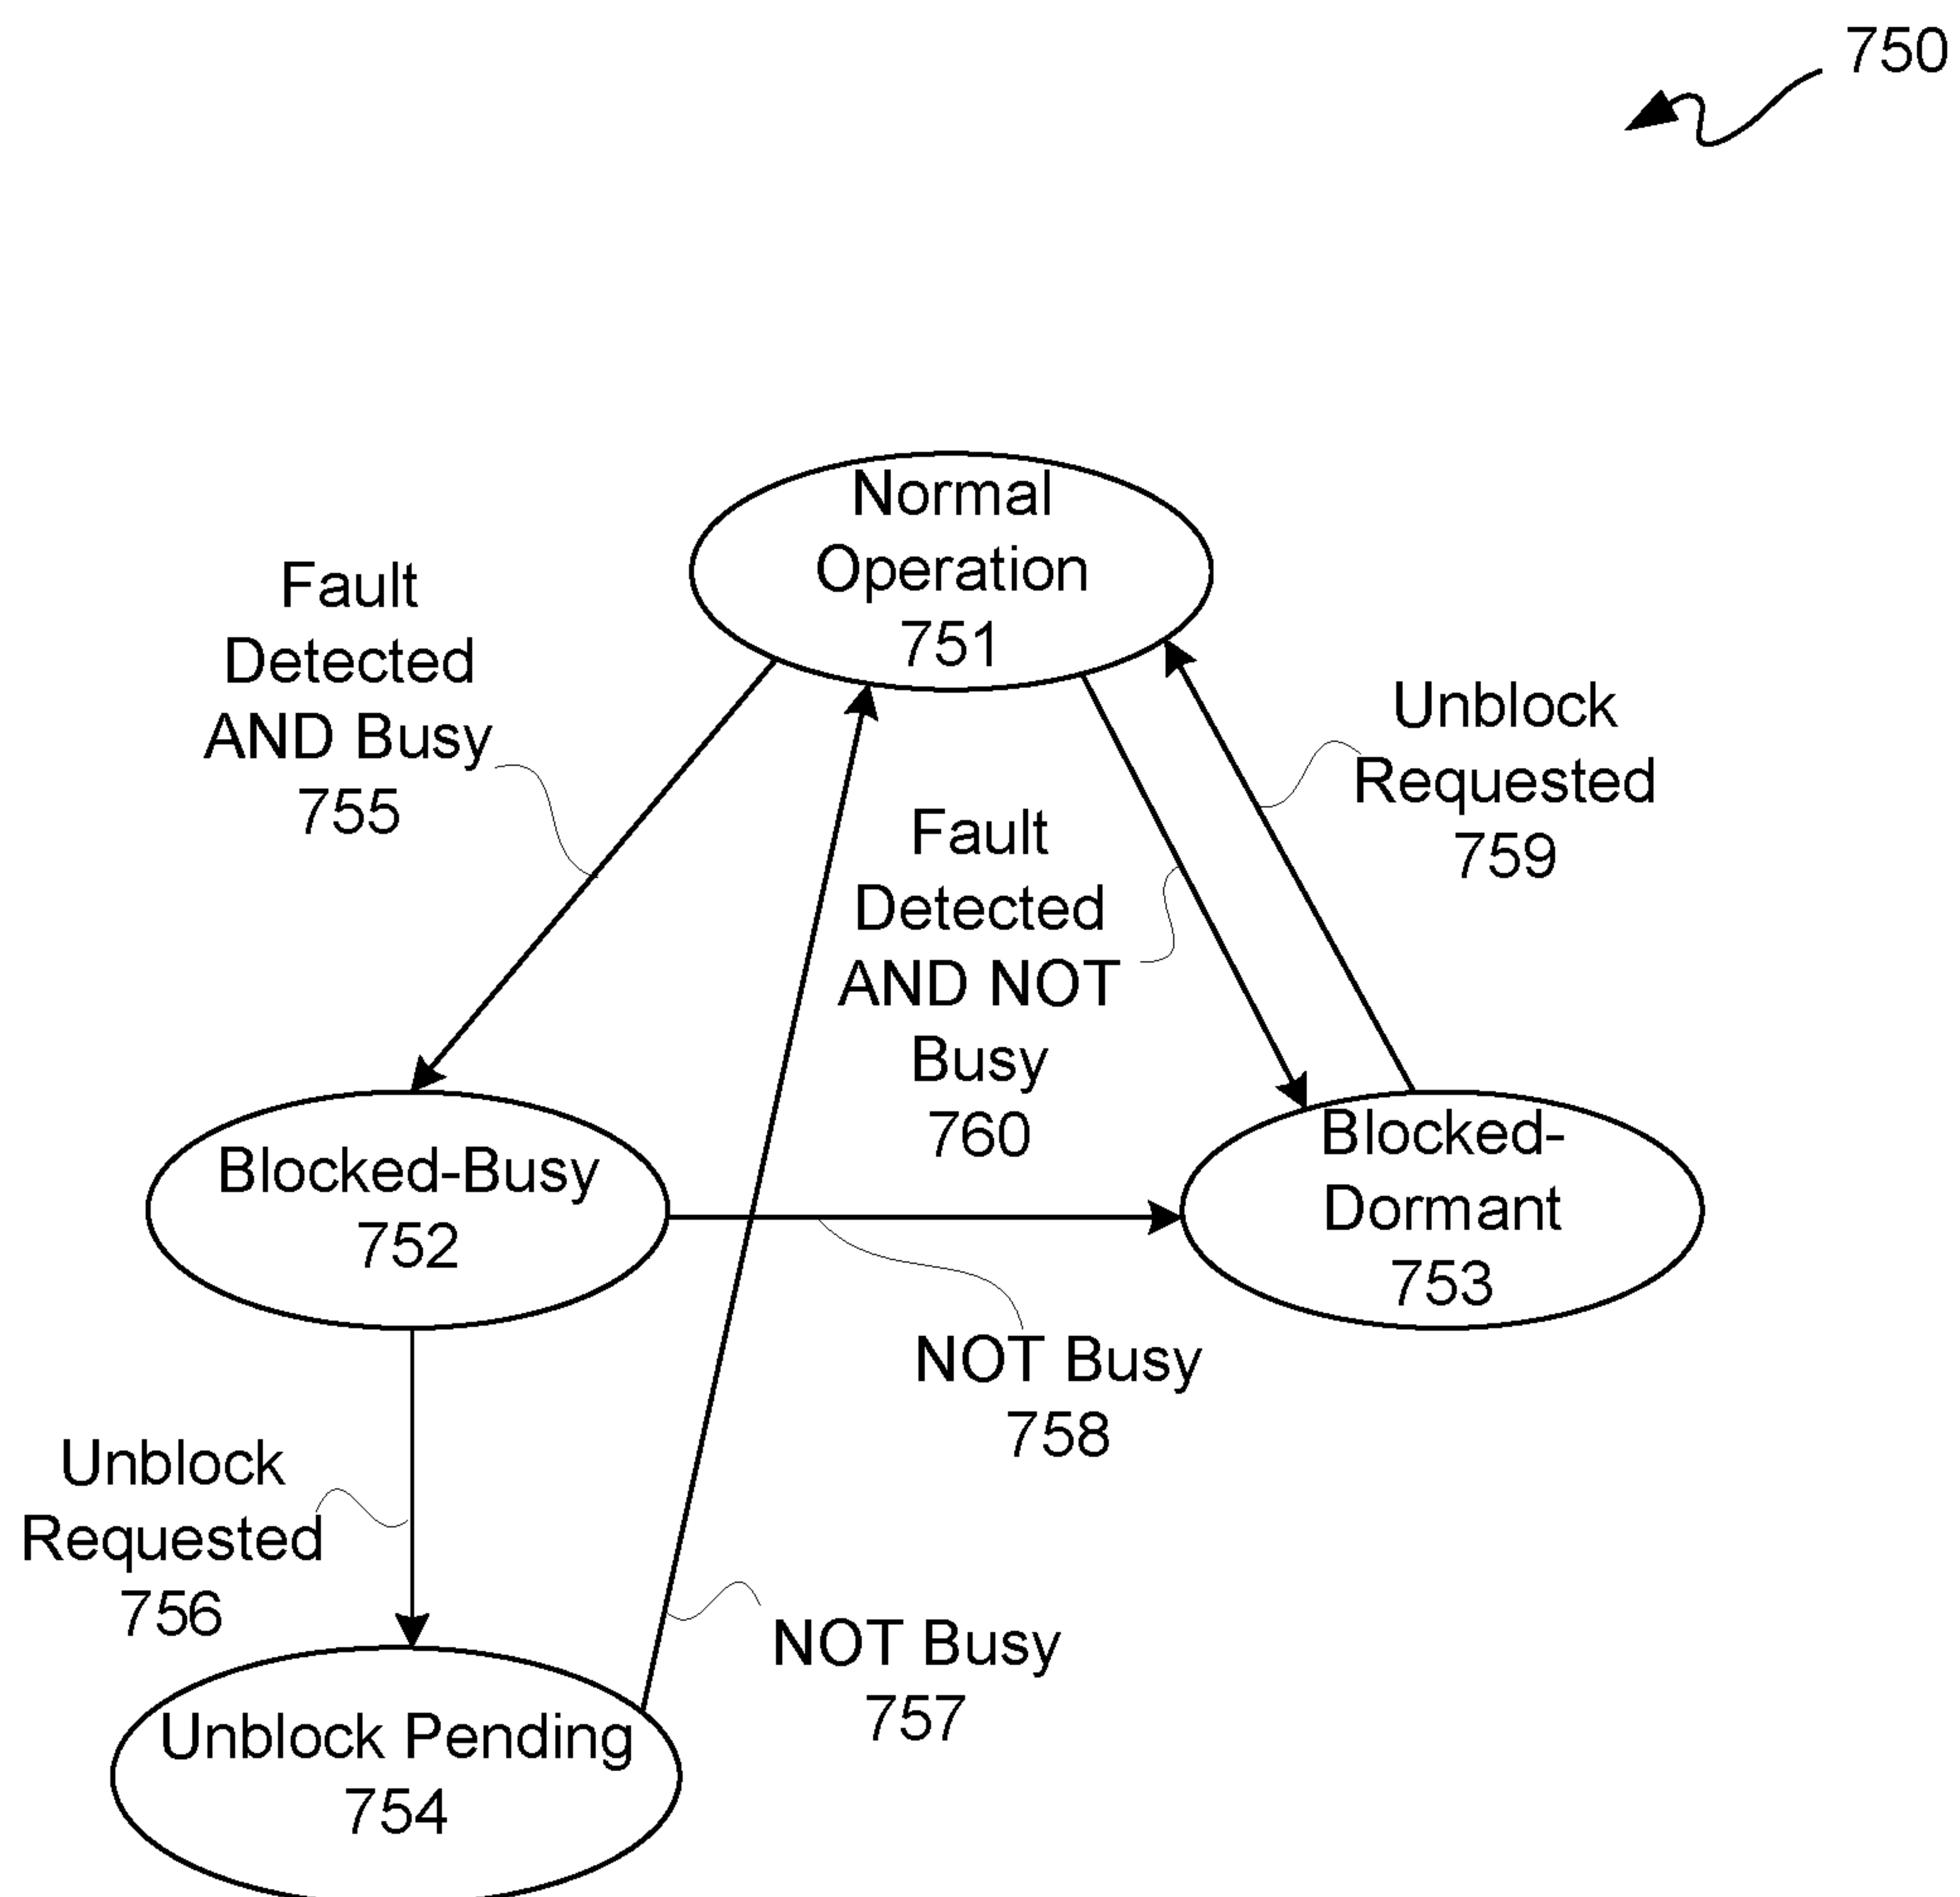 750
Normal
Operation
751
Fault
Detected
AND Busy
755
Unblock
Requested
759
Fault
Detected
AND NOT
Busy
760
Blocked-Busy
752
Blocked-
Dormant
753
NOT Busy
758
Unblock
Requested
756
NOT Busy
757
Unblock Pending
754